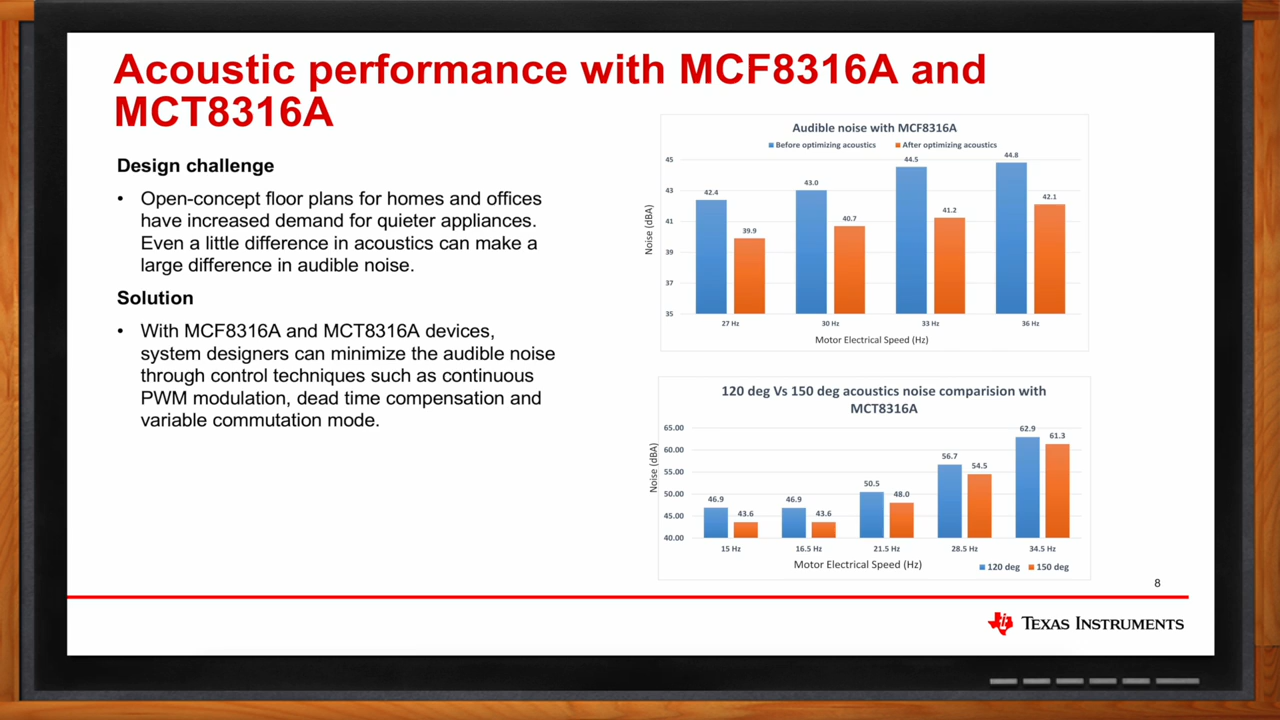 Acoustic performance with MCF8316A and
MCT8316A
Design challenge
• Open-concept floor plans for homes and offices
have increased demand for quieter appliances.
Even a little difference in acoustics can make a
large difference in audible noise.
Solution
• With MCF8316A and MCT8316A devices,
system designers can minimize the audible noise
through control techniques such as continuous
PWM modulation, dead time compensation and
variable commutation mode.
Audible noise with MCF8316A
Before optimizing acoustics After optimizing acoustics
Noise (dBA)
45
43
41
39
37
35
42.4 39.9
43.0 40.7
44.5 41.2
44.8 42.1
27 Hz 30 Hz 33 Hz 36 Hz
Motor Electrical Speed (Hz)
120 deg Vs 150 deg acoustics noise comparision with
MCT8316A
Noise (dBA)
65.00
60.00
55.00
50.00
45.00
40.00
46.9 43.6
46.9 43.6
50.5 48.0
56.7 54.5
62.9 61.3
15 Hz 16.5 Hz 21.5 Hz 28.5 Hz 34.5 Hz
Motor Electrical Speed (Hz)
120 deg 150 deg
8
TEXAS INSTRUMENTS